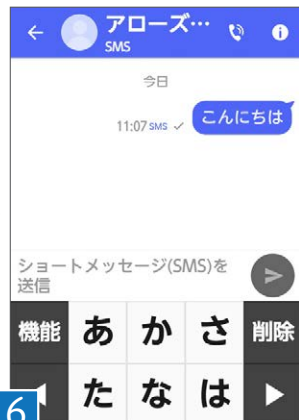 アローズ…
SMS
今日
11:07 SMS
こんにちは
ショートメッセージ(SMS)を
送信
機能 あ か さ 削除
た な は
6